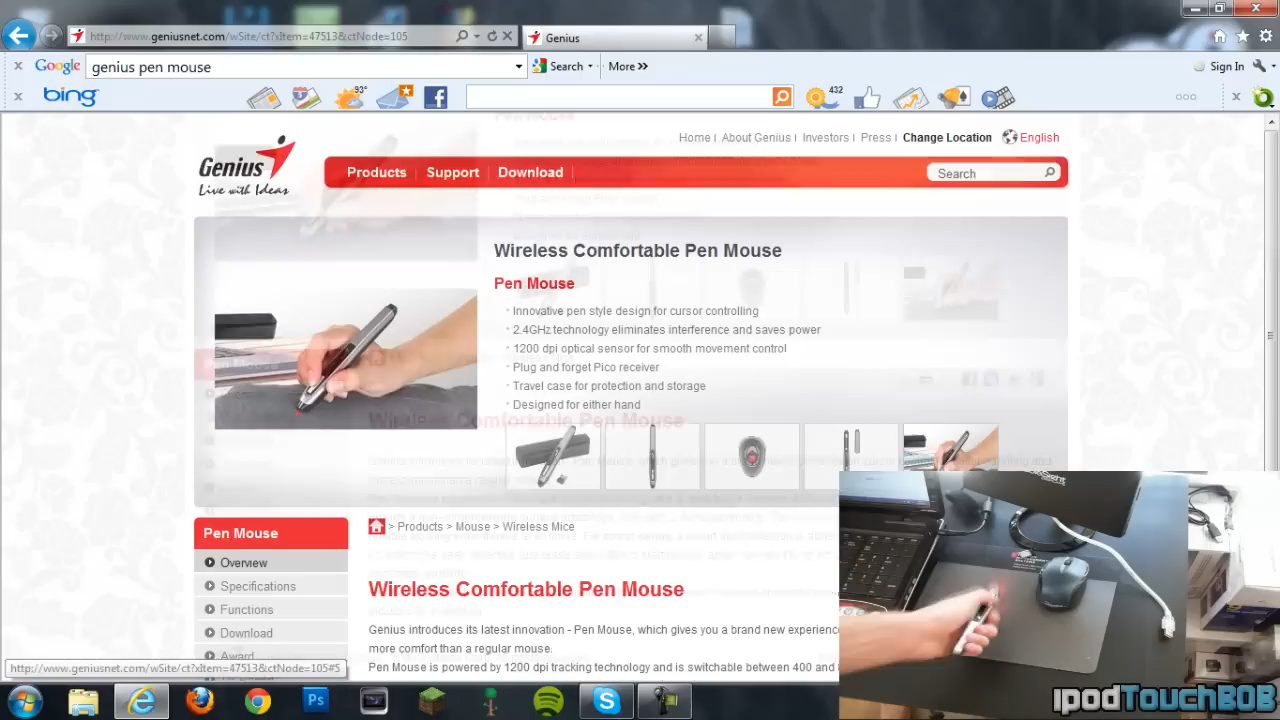 http://www.geniusnet.com/wSite/ct?xItem=47513&ctNode=105
Genius
Google
genius pen mouse
Search
More »
Sign In
bing
93°
432
Home
About Genius
Investors
Press
Change Location
English
Genius
Live with Ideas
Products
Support
Download
Search
Wireless Comfortable Pen Mouse
Pen Mouse
Innovative pen style design for cursor controlling
2.4GHz technology eliminates interference and saves power
1200 dpi optical sensor for smooth movement control
Plug and forget Pico receiver
Travel case for protection and storage
Designed for either hand
Pen Mouse
Overview
Specifications
Functions
Download
Award
> Products > Mouse > Wireless Mice
Wireless Comfortable Pen Mouse
Genius introduces its latest innovation - Pen Mouse, which gives you a brand new experience
more comfort than a regular mouse.
Pen Mouse is powered by 1200 dpi tracking technology and is switchable between 400 and
http://www.geniusnet.com/wSite/ct?xItem=47513&ctNode=105#5
Ps
ipodTouchBOB